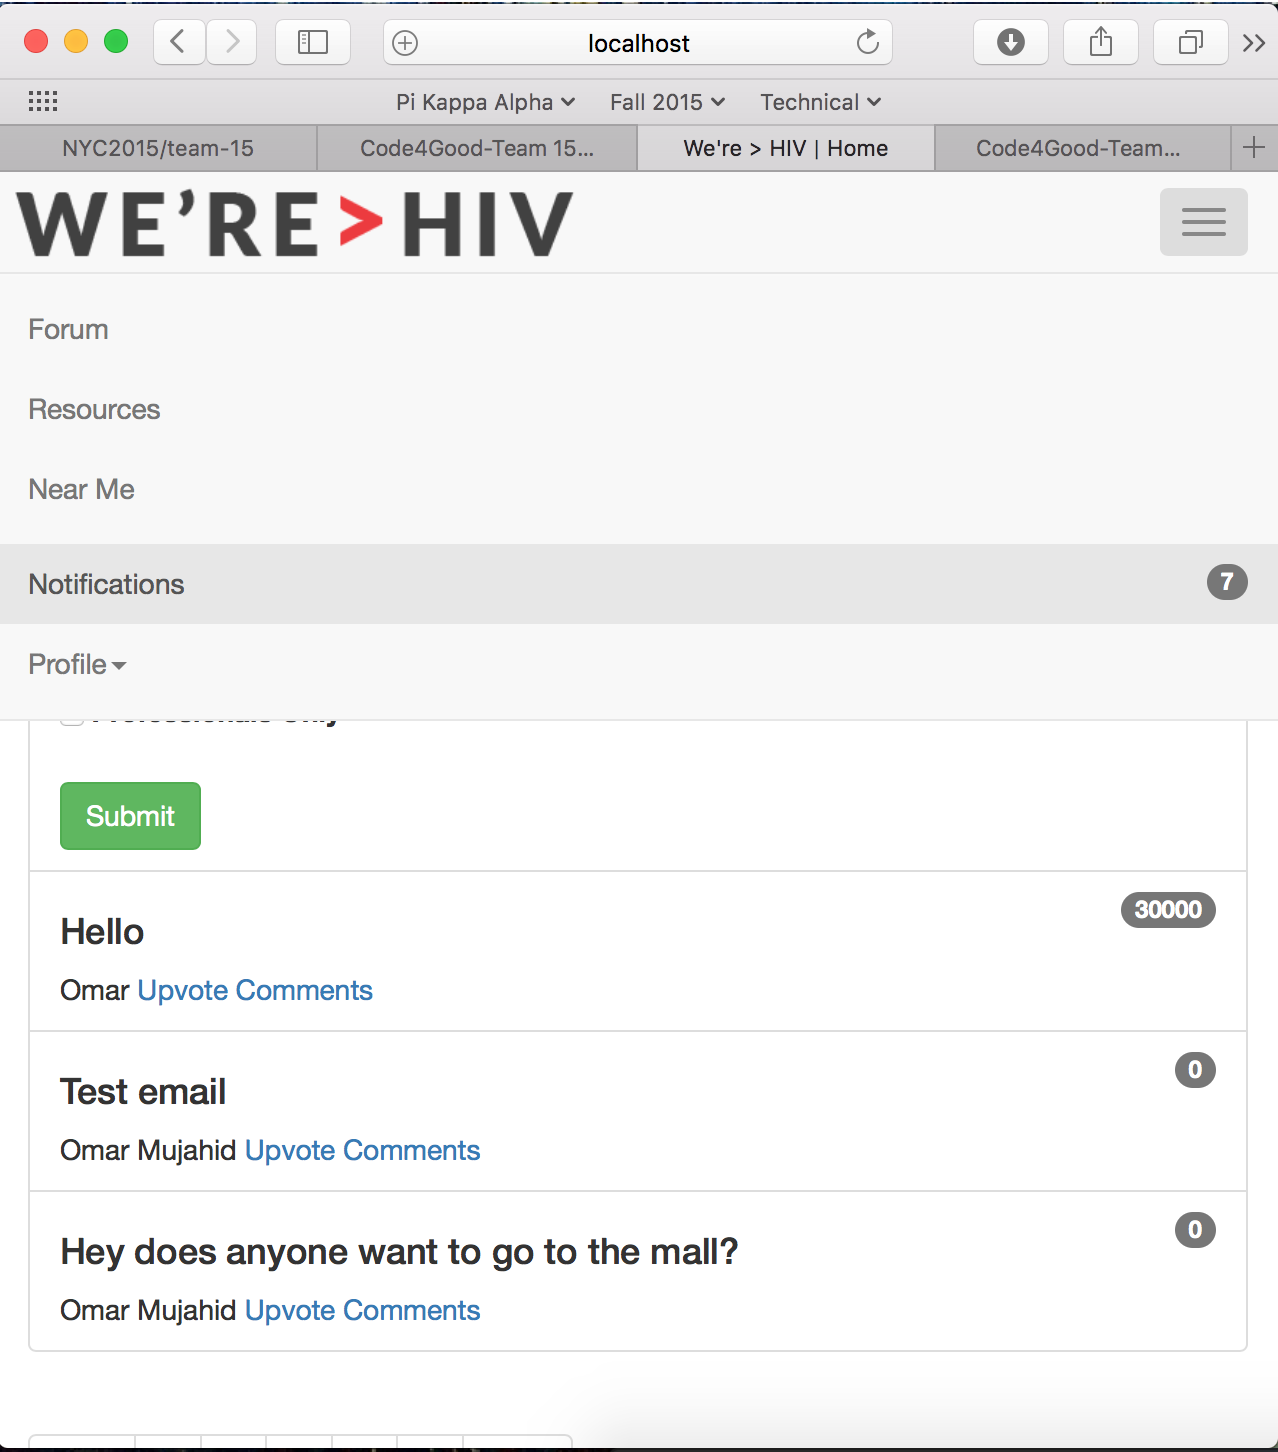 localhost
Pi Kappa Alpha Fall 2015 Technical
NYC2015/team-15 Code4Good-Team 15... We're > HIV | Home Code4Good-Team...
WE'RE>HIV
Forum
Resources
Near Me
Notifications 7
Profile
Professionals Only
Submit
Hello 30000
Omar Upvote Comments
Test email 0
Omar Mujahid Upvote Comments
Hey does anyone want to go to the mall? 0
Omar Mujahid Upvote Comments